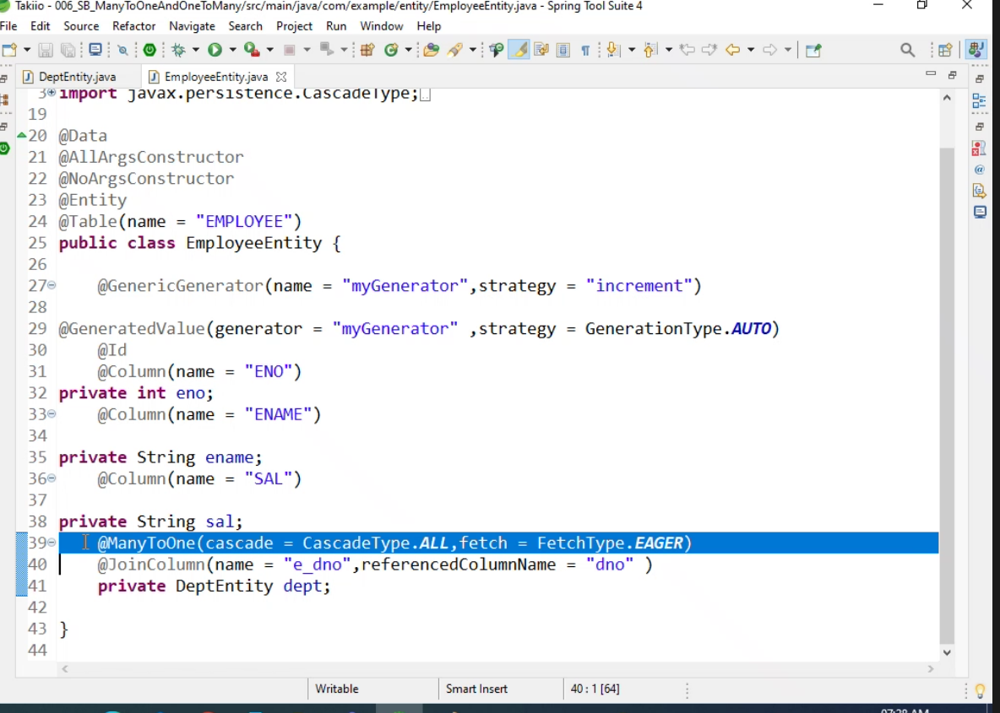 Takiio - 006_SB_ManyToOneAndOneToMany/src/main/java/com/example/entity/EmployeeEntity.java - Spring Tool Suite 4
File Edit Source Refactor Navigate Search Project Run Window Help
DeptEntity.java EmployeeEntity.java
3 import javax.persistence.CascadeType;
19
20 @Data
21 @AllArgsConstructor
22 @NoArgsConstructor
23 @Entity
24 @Table(name = "EMPLOYEE")
25 public class EmployeeEntity {
26
27 @GenericGenerator(name = "myGenerator",strategy = "increment")
28
29 @GeneratedValue(generator = "myGenerator" ,strategy = GenerationType.AUTO)
30 @Id
31 @Column(name = "ENO")
32 private int eno;
33 @Column(name = "ENAME")
34
35 private String ename;
36 @Column(name = "SAL")
37
38 private String sal;
39 @ManyToOne(cascade = CascadeType.ALL,fetch = FetchType.EAGER)
40 @JoinColumn(name = "e_dno",referencedColumnName = "dno" )
41 private DeptEntity dept;
42
43 }
44
Writable Smart Insert 40 : 1 [64]
07:28 AM